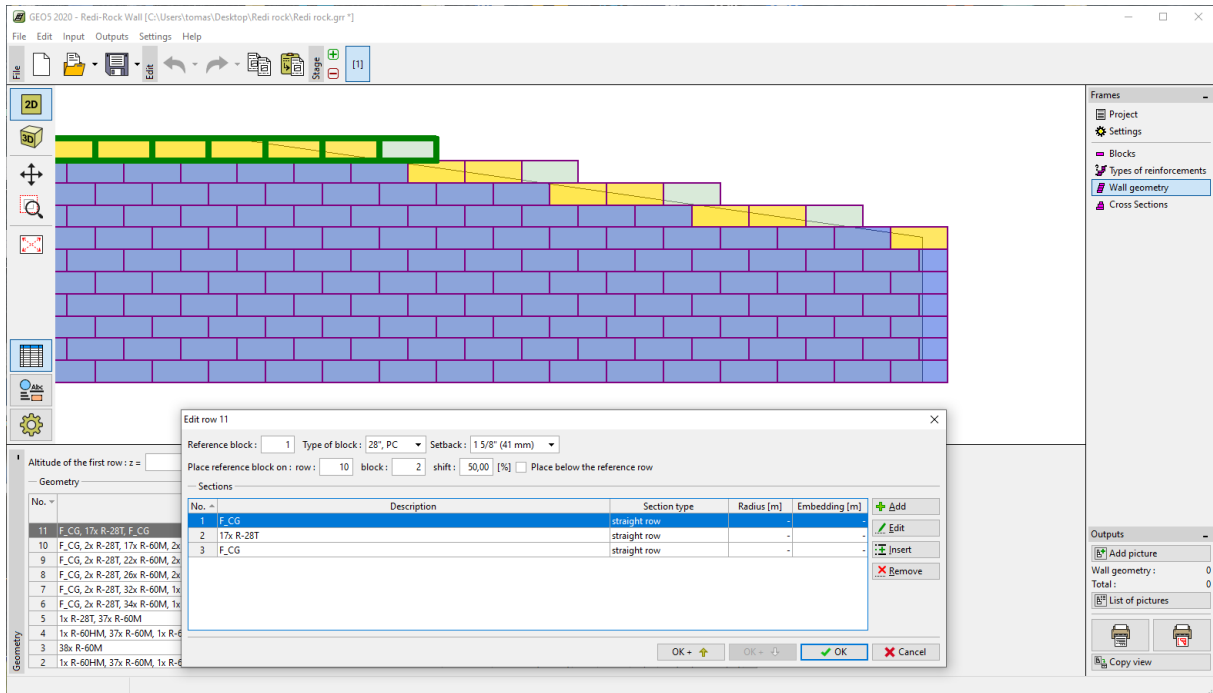 GEO5 2020 - Redi-Rock Wall [C:\Users\tomas\Desktop\Redi rock\Redi rock.grr *]
File Edit Input Outputs Settings Help
File
Edit
Stage
[1]
2D
3D
Abc
Frames
Project
Settings
Blocks
Types of reinforcements
Wall geometry
Cross Sections
Edit row 11
Reference block : 1 Type of block : 28", PC Setback : 1 5/8" (41 mm)
Place reference block on : row : 10 block : 2 shift : 50,00 [%] Place below the reference row
Sections
No. Description Section type Radius [m] Embedding [m]
1 F_CG straight row - -
2 17x R-28T straight row - -
3 F_CG straight row - -
Add
Edit
Insert
Remove
OK + OK + OK Cancel
Geometry
Altitude of the first row : z =
Geometry
No.
11 F_CG, 17x R-28T, F_CG
10 F_CG, 2x R-28T, 17x R-60M, 2x
9 F_CG, 2x R-28T, 22x R-60M, 2x
8 F_CG, 2x R-28T, 26x R-60M, 2x
7 F_CG, 2x R-28T, 32x R-60M, 1x
6 F_CG, 2x R-28T, 34x R-60M, 1x
5 1x R-28T, 37x R-60M
4 1x R-60HM, 37x R-60M, 1x R-6
3 38x R-60M
2 1x R-60HM, 37x R-60M, 1x R-6
Outputs
Add picture
Wall geometry : 0
Total : 0
List of pictures
Copy view